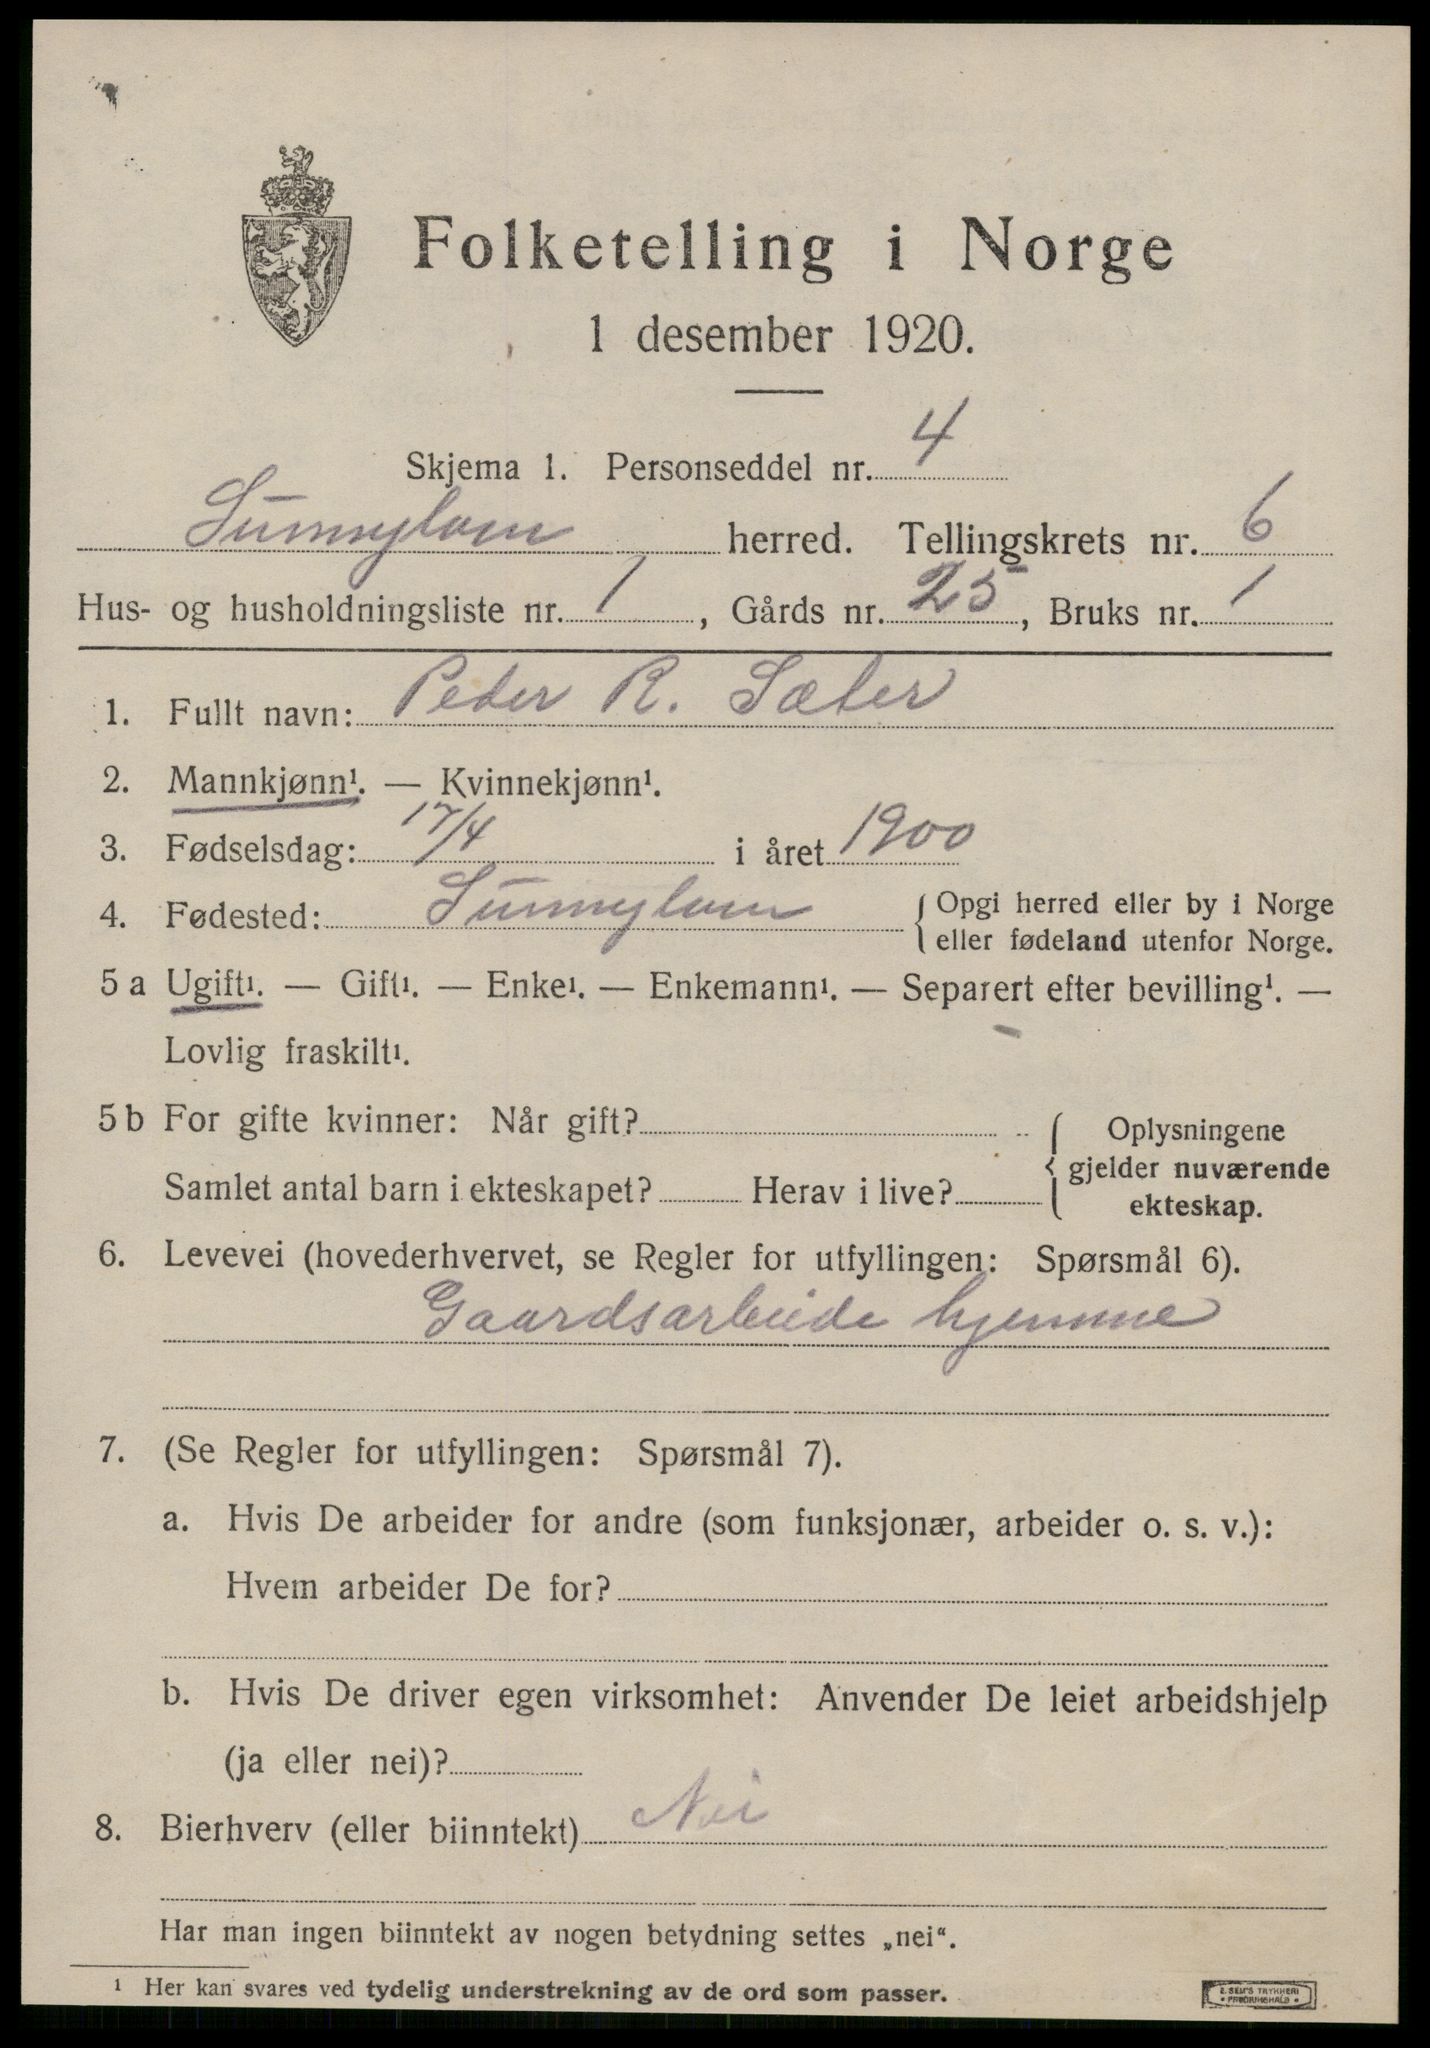 Folketelling i Norge
1 desember 1920.
Skjema 1. Personseddel nr. 4
Sunnylven herred. Tellingskrets nr. 6
Hus- og husholdningsliste nr. 1, Gårds nr. 25, Bruks nr. 1
1. Fullt navn: Peter R. Sæter
2. Mannkjønn¹. — Kvinnekjønn¹.
3. Fødselsdag: 17/4 i året 1900
4. Fødested: Sunnylven { Opgi herred eller by i Norge
eller fødeland utenfor Norge.
5 a Ugift¹. — Gift¹. — Enke¹. — Enkemann¹. — Separert efter bevilling¹. —
Lovlig fraskilt¹.
5 b For gifte kvinner: Når gift?
Samlet antal barn i ekteskapet? Herav i live?
{ Oplysningene
gjelder nuværende
ekteskap.
6. Levevei (hovederhvervet, se Regler for utfyllingen: Spørsmål 6).
Gaardsarbeide hjemme
7. (Se Regler for utfyllingen: Spørsmål 7).
a. Hvis De arbeider for andre (som funksjonær, arbeider o. s. v.):
Hvem arbeider De for?
b. Hvis De driver egen virksomhet: Anvender De leiet arbeidshjelp
(ja eller nei)?
8. Bierhverv (eller biinntekt) Nei
Har man ingen biinntekt av nogen betydning settes „nei“.
¹ Her kan svares ved tydelig understrekning av de ord som passer.
E. SEM'S TRYKKERI
• FREDRIKSHALD •